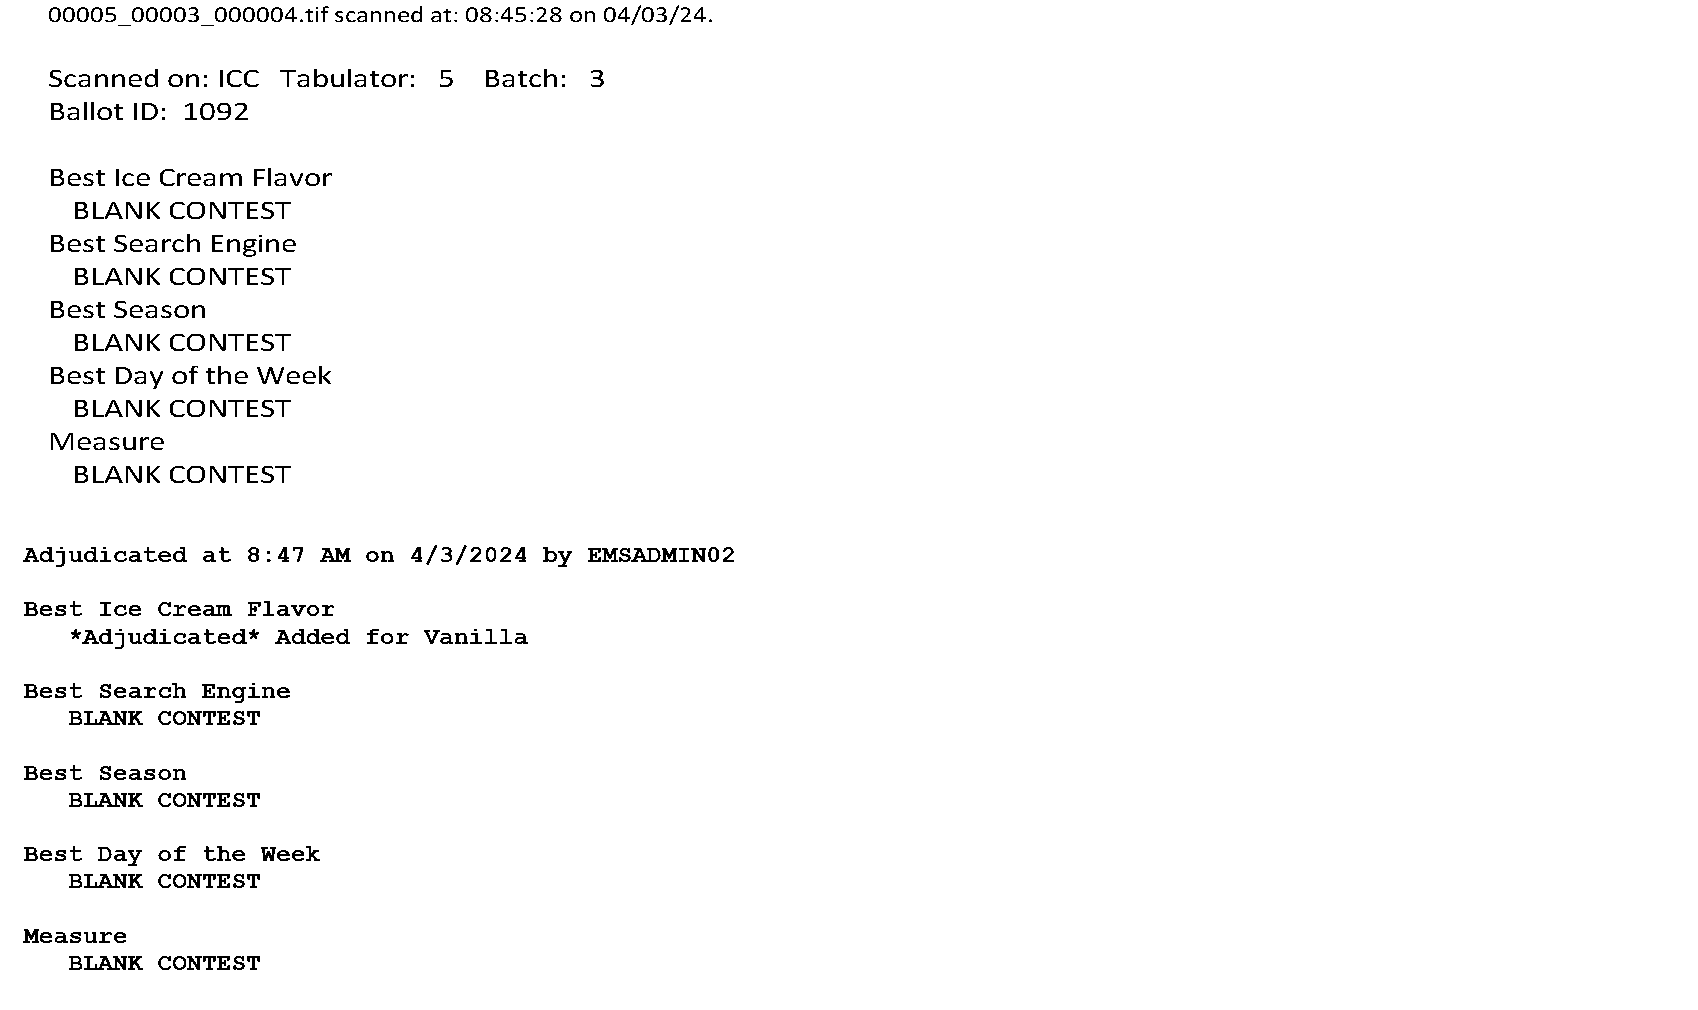 00005_00003_000004.tif scanned at: 08:45:28 on 04/03/24.
Scanned on: ICC Tabulator: 5 Batch: 3
Ballot ID: 1092
Best Ice Cream Flavor
BLANK CONTEST
Best Search Engine
BLANK CONTEST
Best Season
BLANK CONTEST
Best Day of the Week
BLANK CONTEST
Measure
BLANK CONTEST
Adjudicated at 8:47 AM on 4/3/2024 by EMSADMIN02
Best Ice Cream Flavor
*Adjudicated* Added for Vanilla
Best Search Engine
BLANK CONTEST
Best Season
BLANK CONTEST
Best Day of the Week
BLANK CONTEST
Measure
BLANK CONTEST